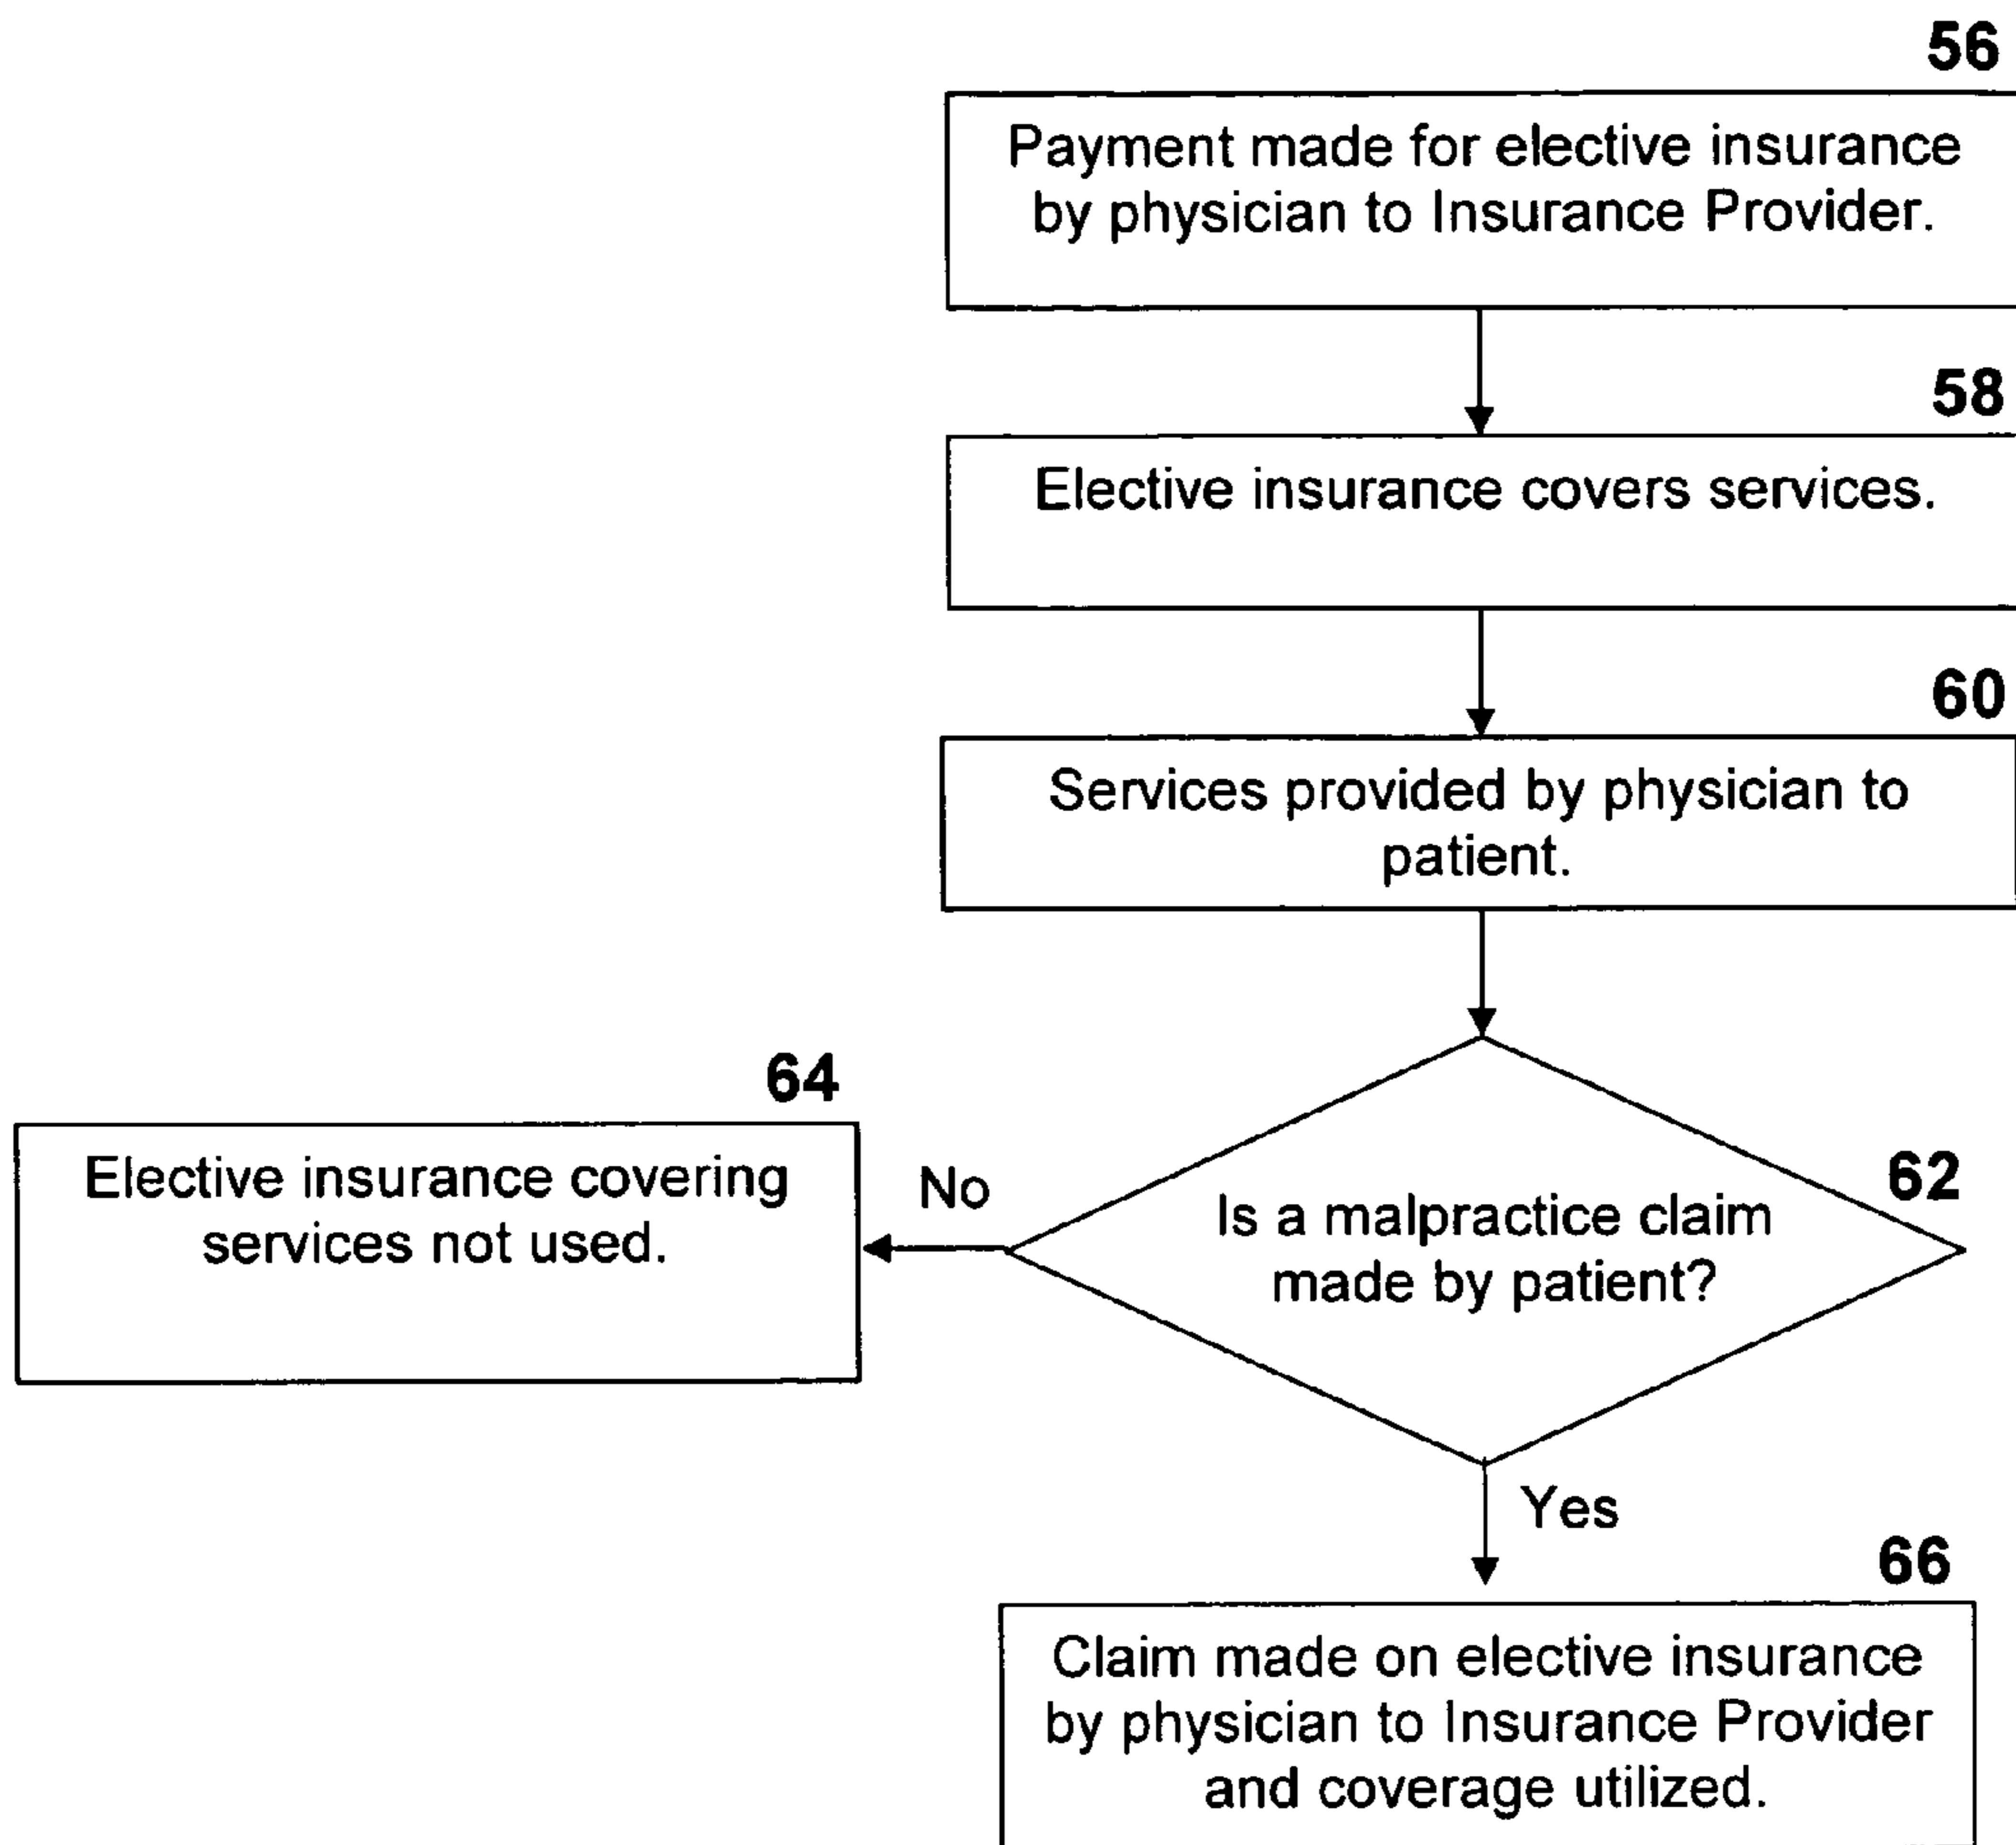 56
Payment made for elective insurance
by physician to Insurance Provider.
58
Elective insurance covers services.
60
Services provided by physician to
patient.
62
Is a malpractice claim
made by patient?
No
64
Elective insurance covering
services not used.
Yes
66
Claim made on elective insurance
by physician to Insurance Provider
and coverage utilized.